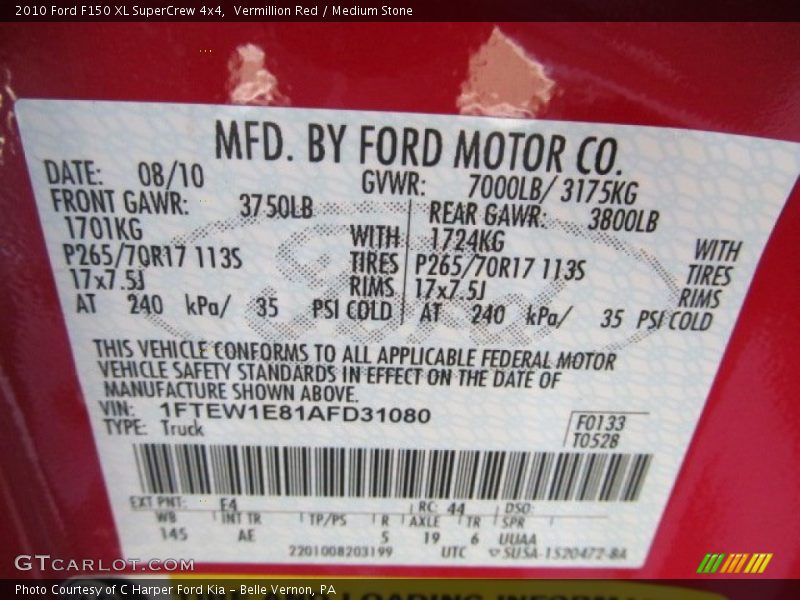 2010 Ford F150 XL SuperCrew 4x4,  Vermillion Red / Medium Stone
MFD. BY FORD MOTOR CO.
DATE: 08/10 GVWR: 7000LB/ 3175KG
FRONT GAWR: 3750LB REAR GAWR: 3800LB
1701KG WITH 1724KG WITH
P265/70R17 113S TIRES P265/70R17 113S TIRES
17x7.5J RIMS 17x7.5J RIMS
AT 240 kPa/ 35 PSI COLD AT 240 kPa/ 35 PSI COLD
Ford
THIS VEHICLE CONFORMS TO ALL APPLICABLE FEDERAL MOTOR
VEHICLE SAFETY STANDARDS IN EFFECT ON THE DATE OF
MANUFACTURE SHOWN ABOVE.
VIN: 1FTEW1E81AFD31080
TYPE: Truck
F0133
T0528
EXT PNT: E4 RC: 44 DSO:
WB INT TR TP/PS R AXLE TR SPR
145 AE 5 19 6 UUAA
2201008203199 UTC SUSA-1520472-BA
GTCARLOT.COM
Photo Courtesy of C Harper Ford Kia – Belle Vernon, PA